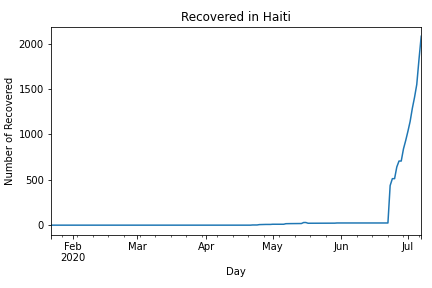 Recovered in Haiti
Number of Recovered
2000
1500
1000
500
0
Feb
2020
Mar
Apr
May
Jun
Jul
Day